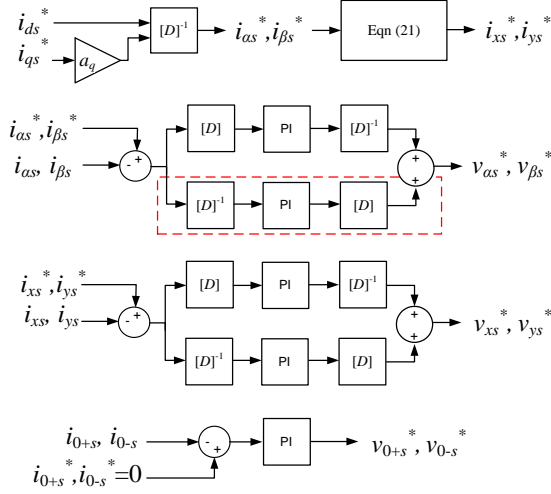 i_ds^*
i_qs^*
a_q
[D]^-1
i_αs^*,i_βs^*
Eqn (21)
i_xs^*,i_ys^*
i_αs^*,i_βs^*
i_αs, i_βs
- +
[D]
PI
[D]^-1
[D]^-1
PI
[D]
+
+
v_αs^*, v_βs^*
i_xs^*,i_ys^*
i_xs, i_ys
- +
[D]
PI
[D]^-1
[D]^-1
PI
[D]
+
+
v_xs^*, v_ys^*
i_0+s, i_0-s
i_0+s^*,i_0-s^*=0
- +
PI
v_0+s^*, v_0-s^*